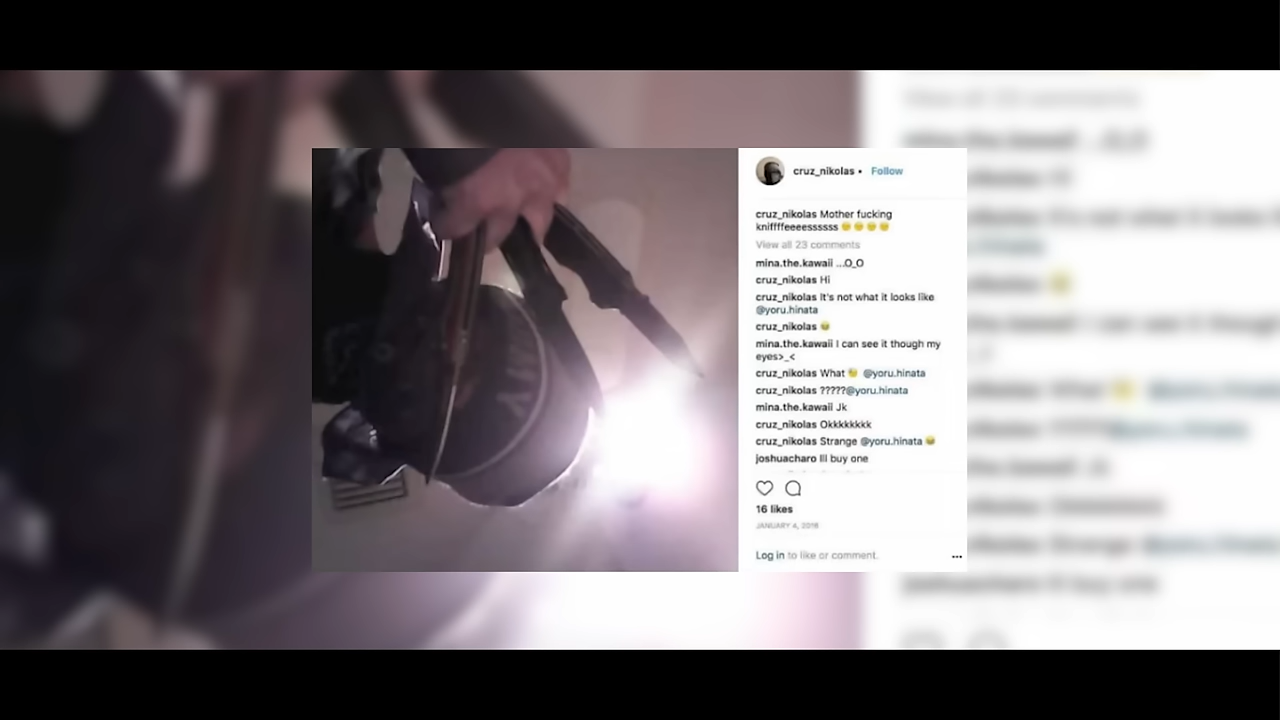 cruz_nikolas • Follow
cruz_nikolas Mother fucking
kniffffeeeessssss
View all 23 comments
mina.the.kawaii ...O_O
cruz_nikolas Hi
cruz_nikolas It's not what it looks like
@yoru.hinata
cruz_nikolas
mina.the.kawaii I can see it though my
eyes>_<
cruz_nikolas What @yoru.hinata
cruz_nikolas ?????@yoru.hinata
mina.the.kawaii Jk
cruz_nikolas Okkkkkkkk
cruz_nikolas Strange @yoru.hinata
joshuacharo Ill buy one
16 likes
JANUARY 4, 2016
Log in to like or comment.